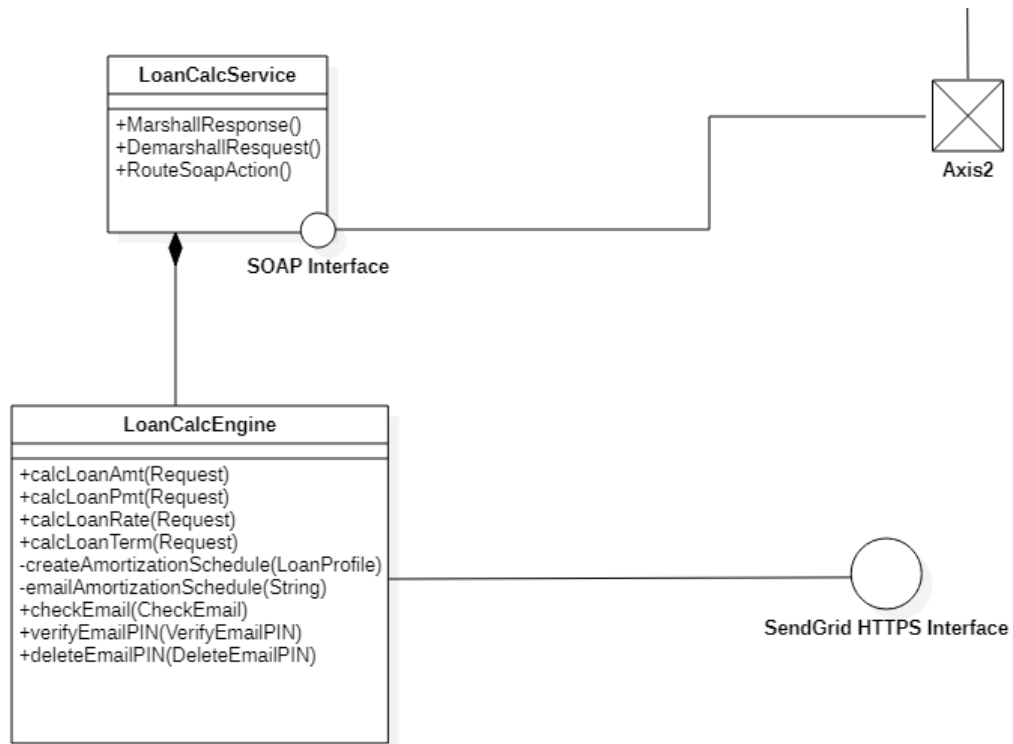 LoanCalcService
+MarshallResponse()
+DemarshallResquest()
+RouteSoapAction()
Axis2
SOAP Interface
LoanCalcEngine
+calcLoanAmt(Request)
+calcLoanPmt(Request)
+calcLoanRate(Request)
+calcLoanTerm(Request)
-createAmortizationSchedule(LoanProfile)
-emailAmortizationSchedule(String)
+checkEmail(CheckEmail)
+verifyEmailPIN(VerifyEmailPIN)
+deleteEmailPIN(DeleteEmailPIN)
SendGrid HTTPS Interface